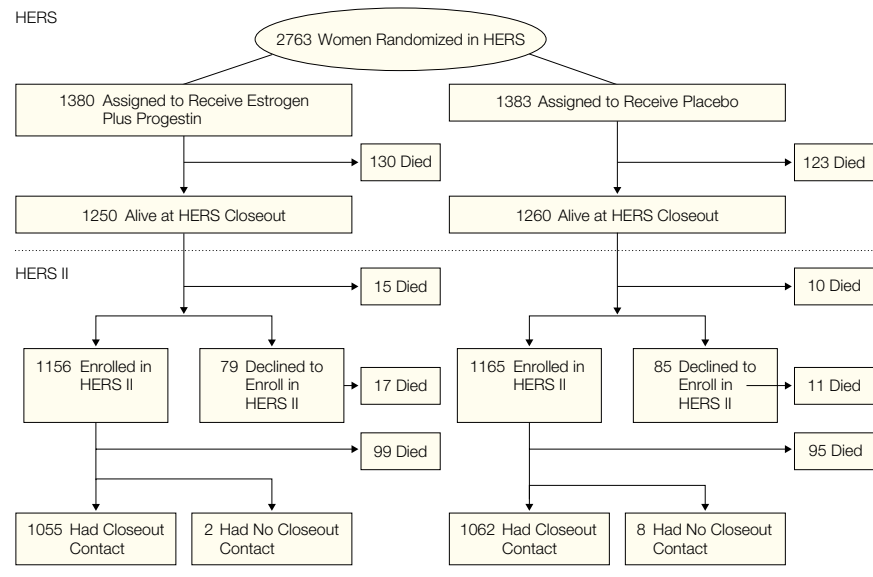 HERS
2763 Women Randomized in HERS
1380 Assigned to Receive Estrogen
Plus Progestin
1383 Assigned to Receive Placebo
130 Died
123 Died
1250 Alive at HERS Closeout
1260 Alive at HERS Closeout
HERS II
15 Died
10 Died
1156 Enrolled in
HERS II
79 Declined to
Enroll in
HERS II
17 Died
1165 Enrolled in
HERS II
85 Declined to
Enroll in
HERS II
11 Died
99 Died
95 Died
1055 Had Closeout
Contact
2 Had No Closeout
Contact
1062 Had Closeout
Contact
8 Had No Closeout
Contact